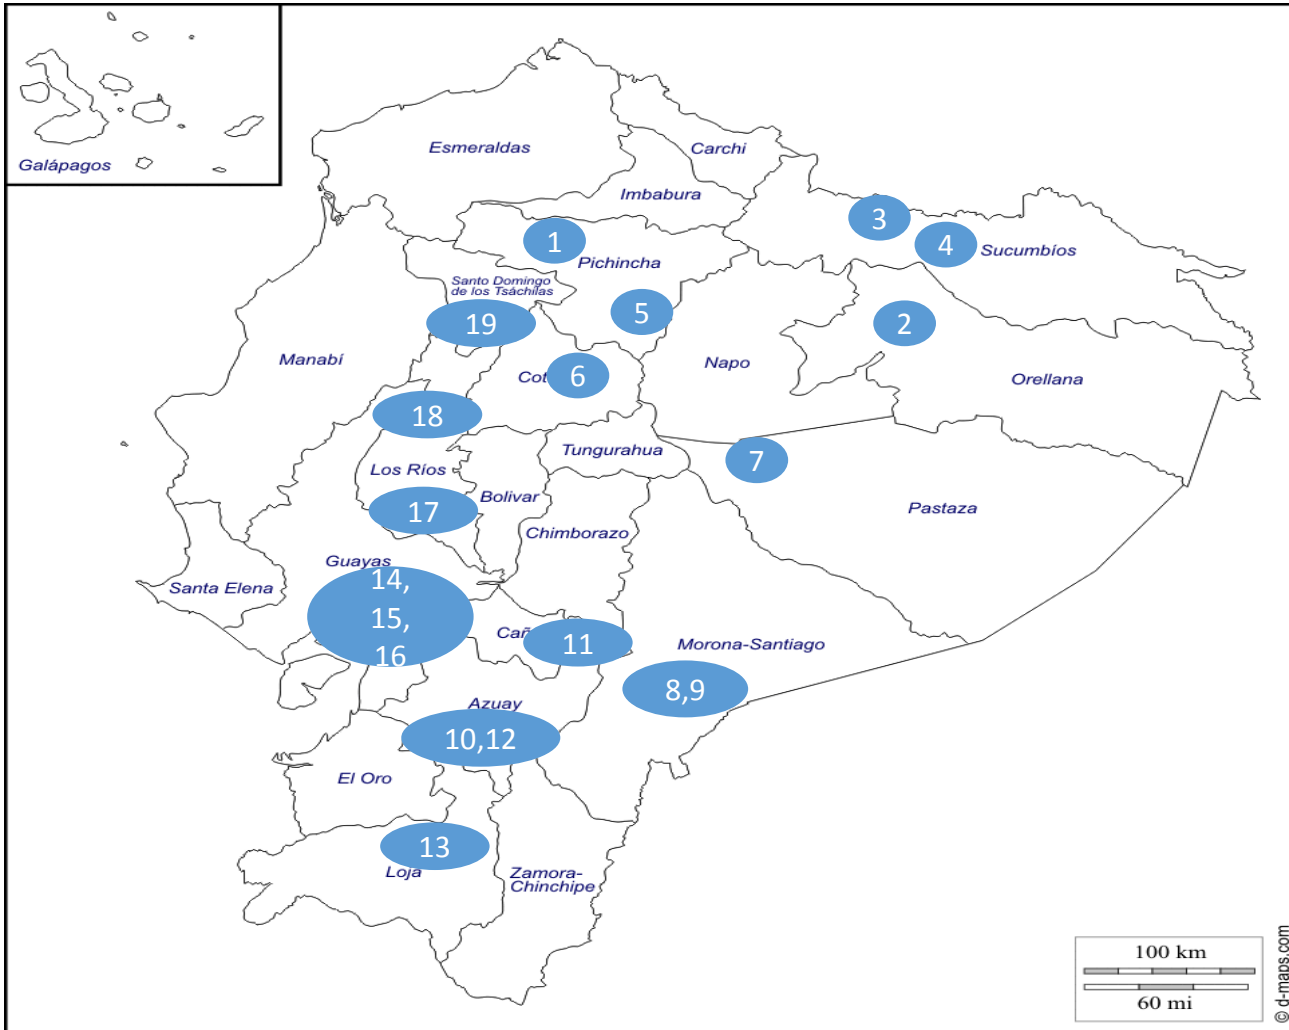 Galápagos
Esmeraldas
Carchi
Imbabura
3
1
4
Sucumbíos
Pichincha
Santo Domingo
de los Tsáchilas
5
19
2
Manabí
Napo
Cot
6
Orellana
18
Tungurahua
7
Los Ríos
Bolivar
17
Pastaza
Chimborazo
Guayas
14,
15,
16
Santa Elena
Cañ
11
Morona-Santiago
8,9
Azuay
10,12
El Oro
13
Loja
Zamora-
Chinchipe
100 km
60 mi
© d-maps.com